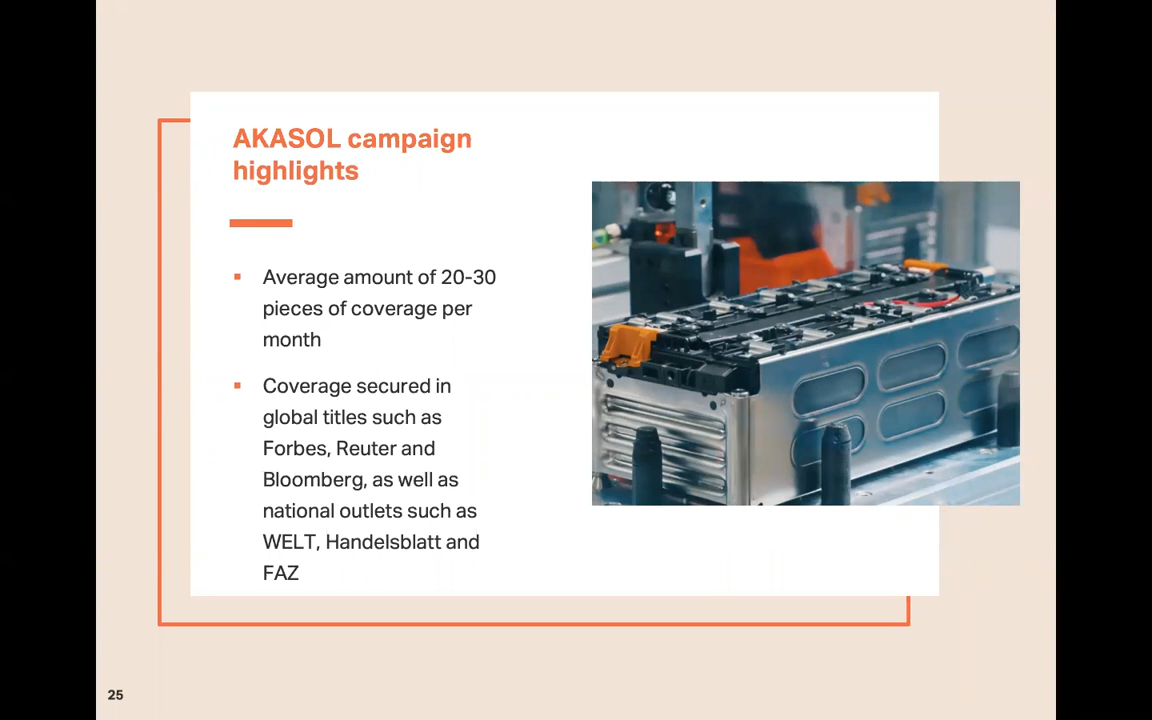 AKASOL campaign
highlights
Average amount of 20-30
pieces of coverage per
month
Coverage secured in
global titles such as
Forbes, Reuter and
Bloomberg, as well as
national outlets such as
WELT, Handelsblatt and
FAZ
25